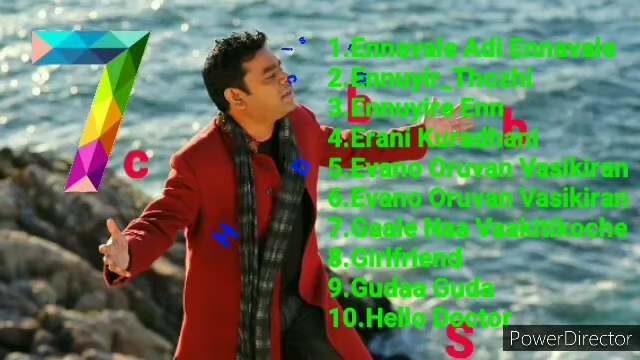 7
1.Ennavale Adi Ennavale
2.Ennuyir_Thozhi
3.Ennuyire Enn
4.Erani Kuradhani
5.Evano Oruvan Vasikiran
6.Evano Oruvan Vasikiran
7.Gaale Naa Vaakitikoche
8.Girlfriend
9.Gudaa Guda
10.Hello Doctor
c
b
h
S
H
D
PowerDirector